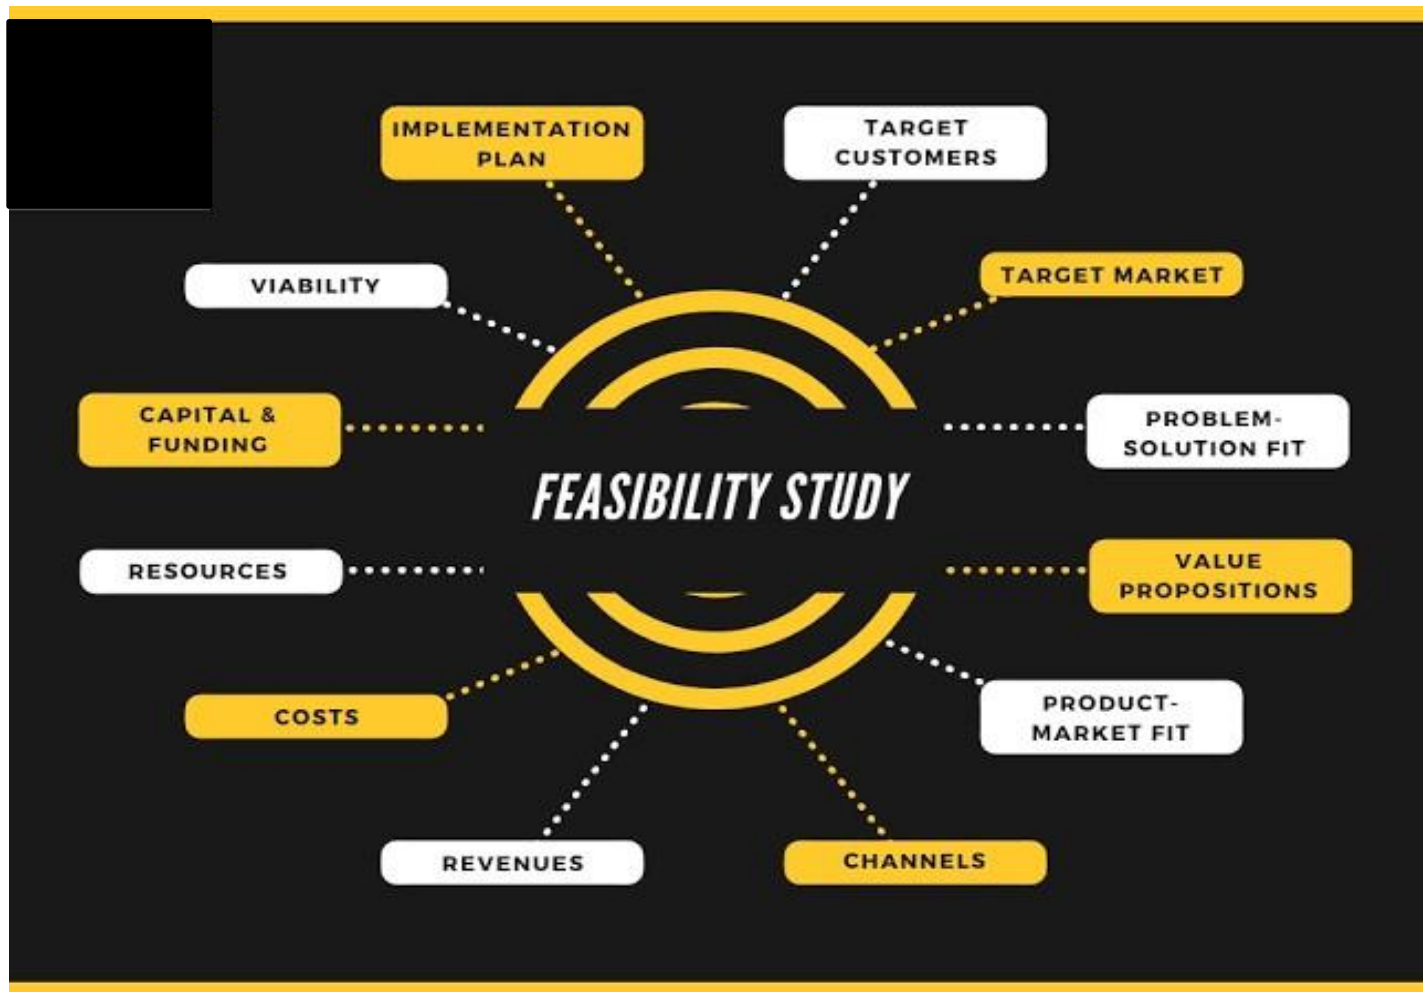 IMPLEMENTATION
PLAN
TARGET
CUSTOMERS
VIABILITY
TARGET MARKET
CAPITAL &
FUNDING
PROBLEM-
SOLUTION FIT
FEASIBILITY STUDY
RESOURCES
VALUE
PROPOSITIONS
COSTS
PRODUCT-
MARKET FIT
REVENUES
CHANNELS